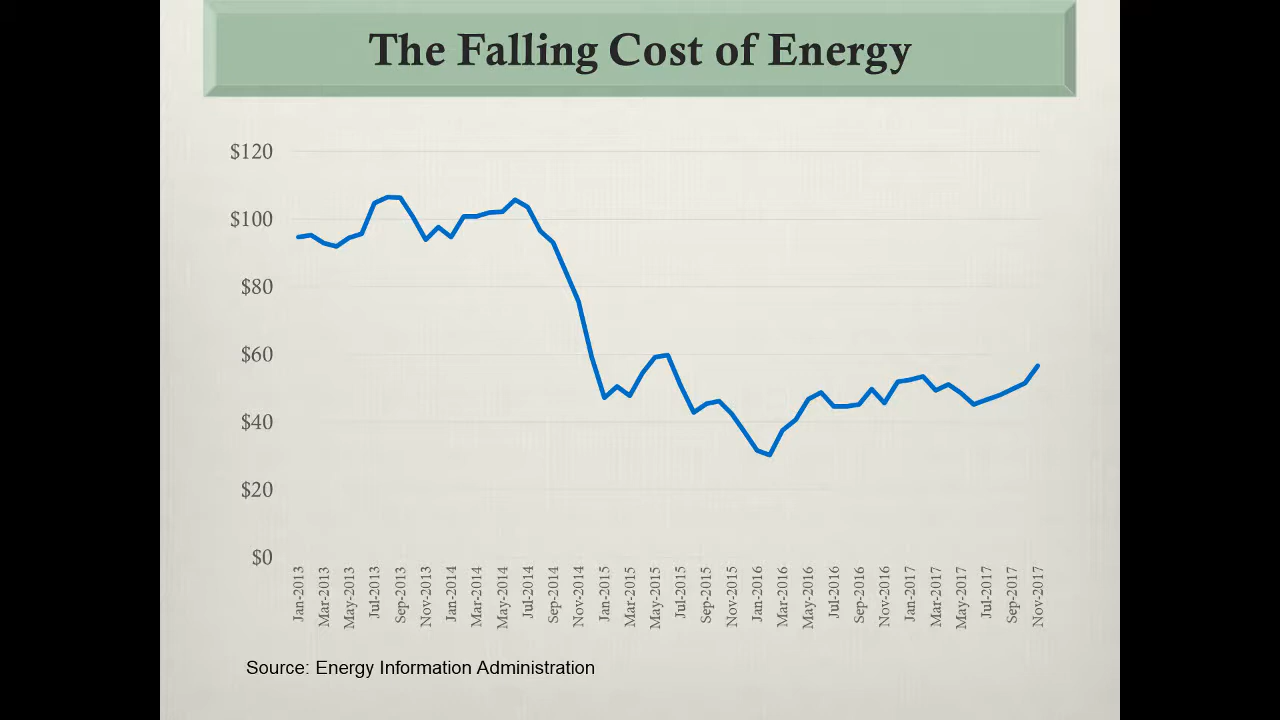 The Falling Cost of Energy
$120
$100
$80
$60
$40
$20
$0
Jan-2013
Mar-2013
May-2013
Jul-2013
Sep-2013
Nov-2013
Jan-2014
Mar-2014
May-2014
Jul-2014
Sep-2014
Nov-2014
Jan-2015
Mar-2015
May-2015
Jul-2015
Sep-2015
Nov-2015
Jan-2016
Mar-2016
May-2016
Jul-2016
Sep-2016
Nov-2016
Jan-2017
Mar-2017
May-2017
Jul-2017
Sep-2017
Nov-2017
Source: Energy Information Administration